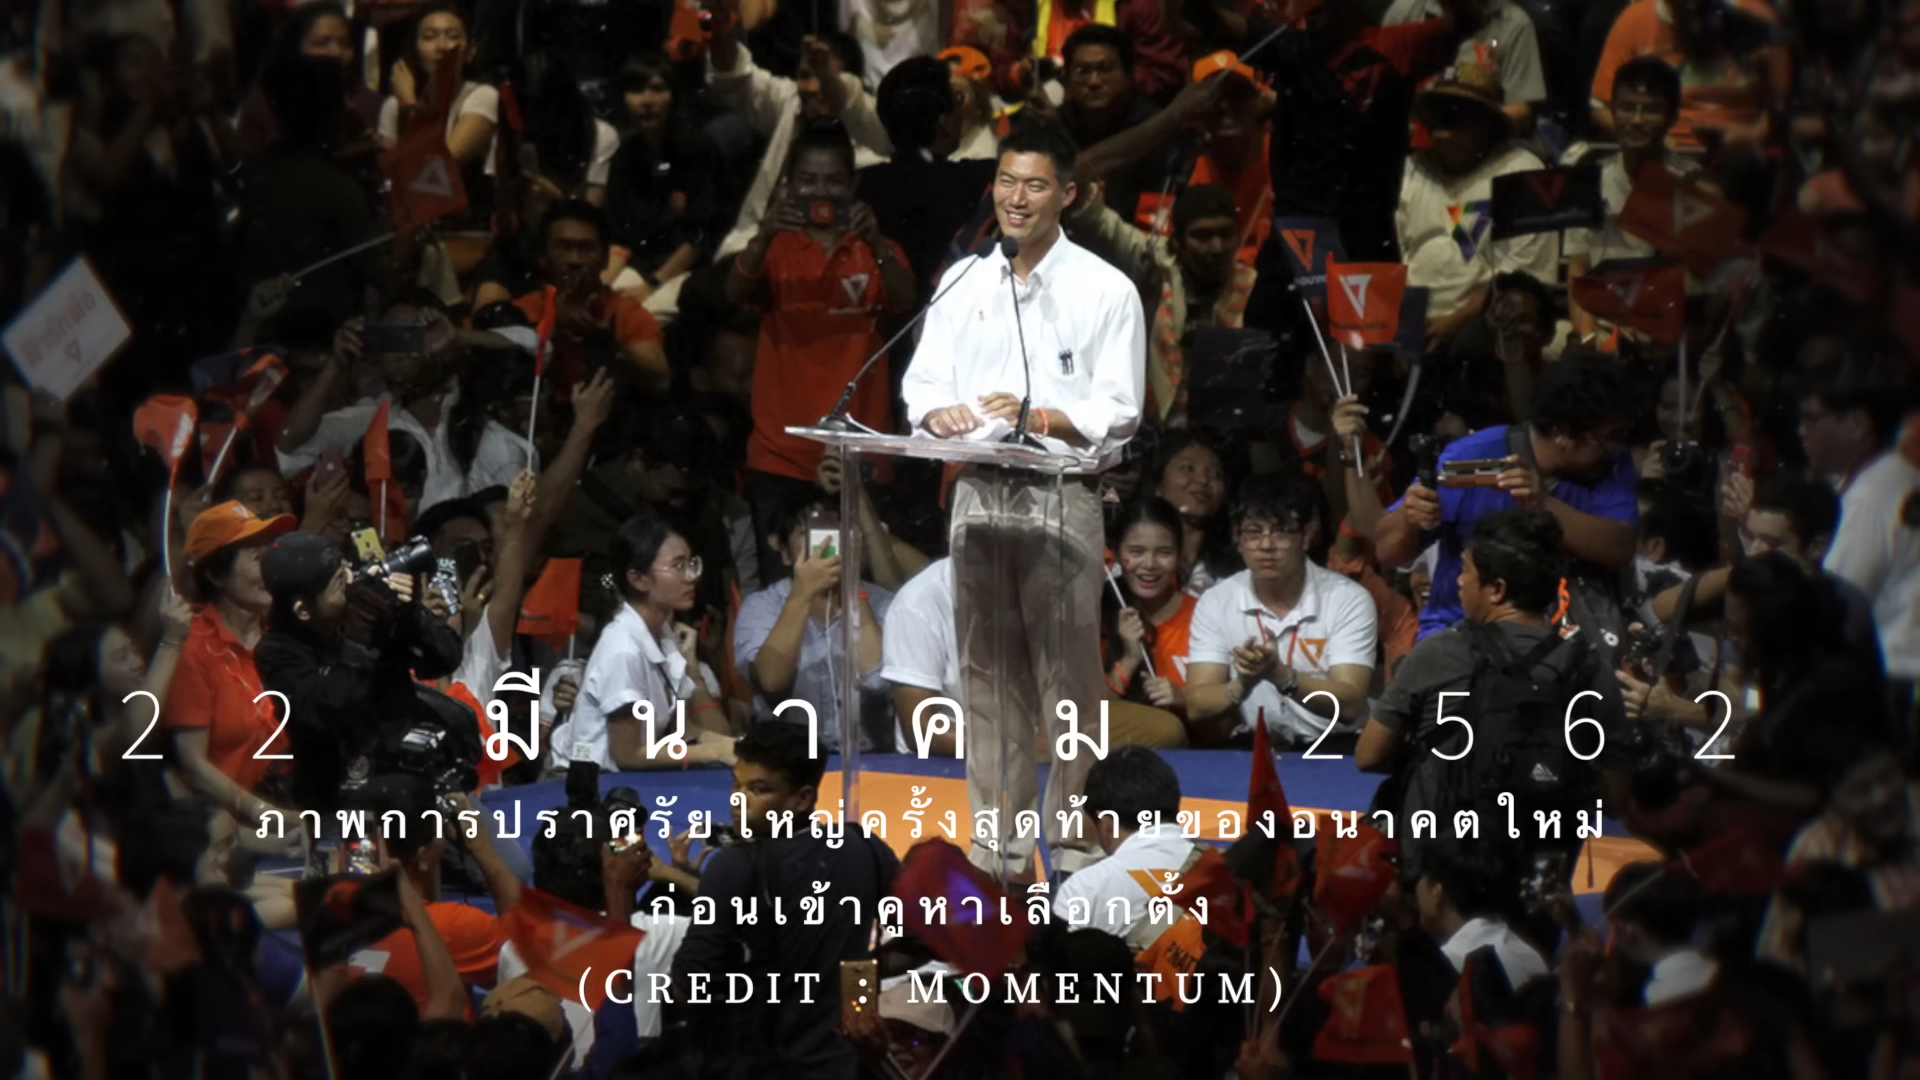 22 มีนาคม 2562
ภาพการปราศรัยใหญ่ครั้งสุดท้ายของอนาคตใหม่
ก่อนเข้าคูหาเลือกตั้ง
(CREDIT : MOMENTUM)